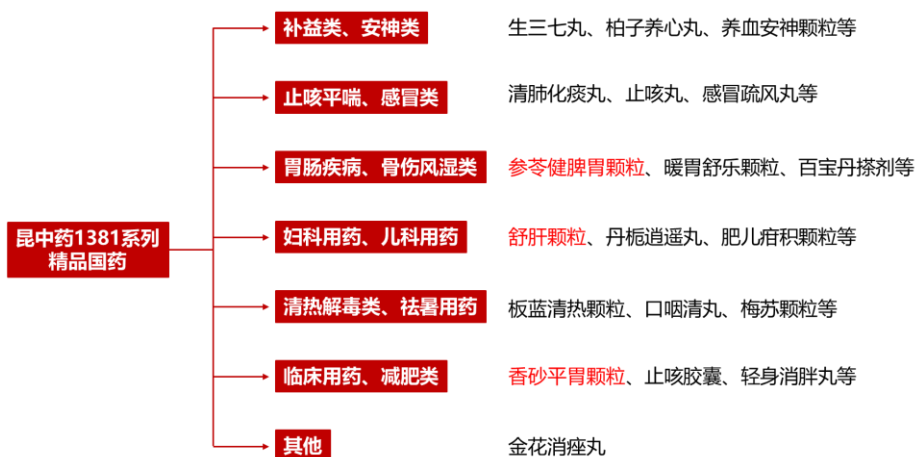 补益类、安神类 生三七丸、柏子养心丸、养血安神颗粒等
止咳平喘、感冒类 清肺化痰丸、止咳丸、感冒疏风丸等
胃肠疾病、骨伤风湿类 参苓健脾胃颗粒、暖胃舒乐颗粒、百宝丹搽剂等
昆中药1381系列
精品国药
妇科用药、儿科用药 舒肝颗粒、丹栀逍遥丸、肥儿疳积颗粒等
清热解毒类、祛暑用药 板蓝清热颗粒、口咽清丸、梅苏颗粒等
临床用药、减肥类 香砂平胃颗粒、止咳胶囊、轻身消胖丸等
其他 金花消痤丸